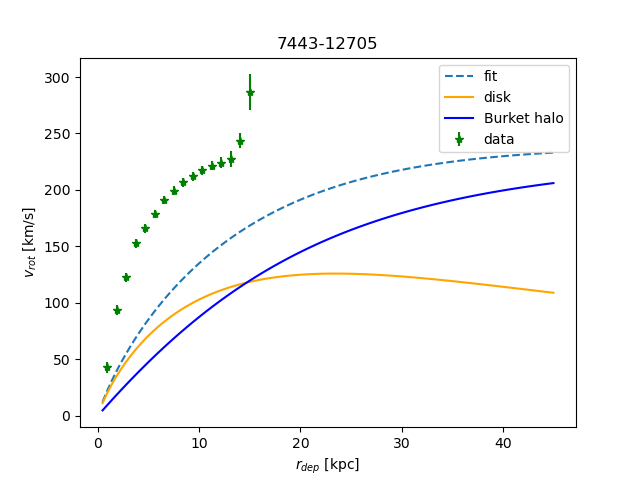 7443-12705
fit
disk
Burket halo
data
300
250
200
150
100
50
0
v_rot [km/s]
0 10 20 30 40
r_dep [kpc]